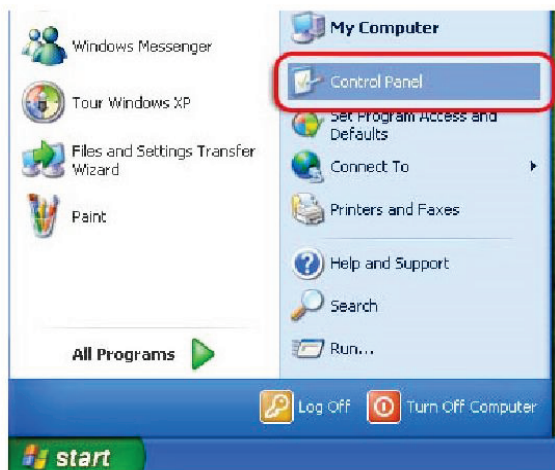 Windows Messenger
Tour Windows XP
Files and Settings Transfer
Wizard
Paint
All Programs
My Computer
Control Panel
Set Program Access and
Defaults
Connect To
Printers and Faxes
Help and Support
Search
Run...
Log Off
Turn Off Computer
start